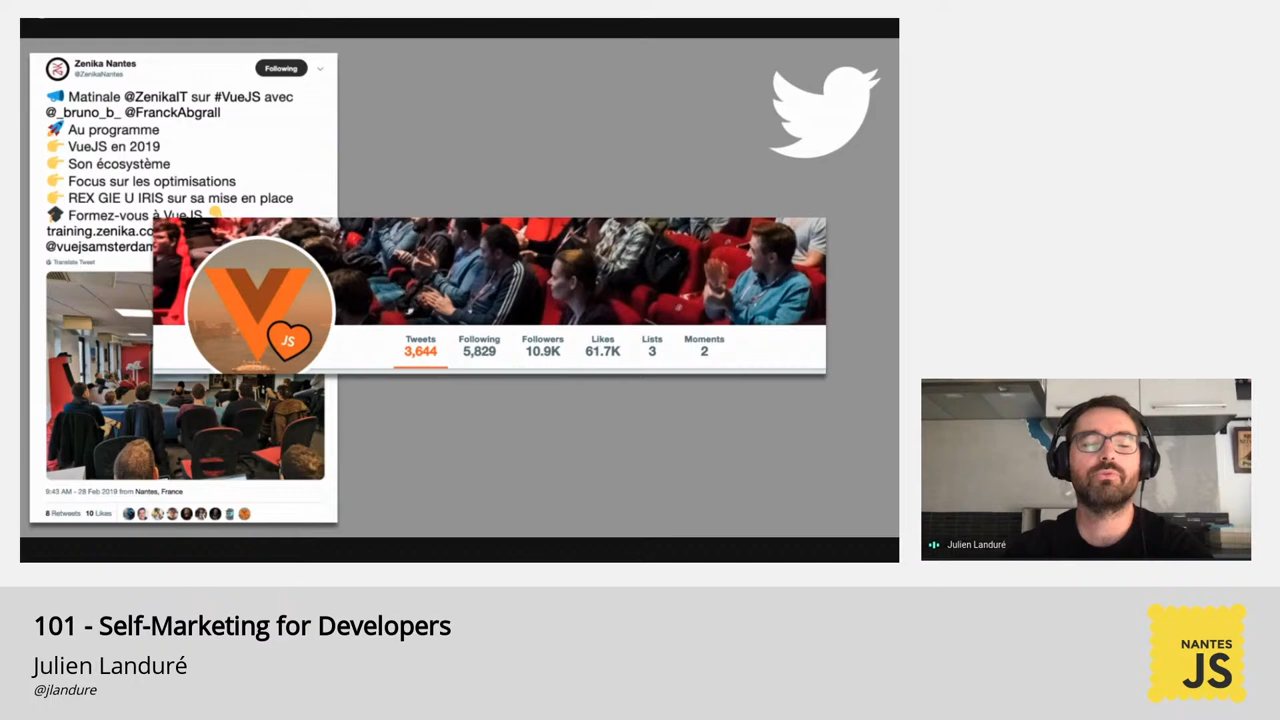 Zenika Nantes
@ZenikaNantes
Following
📢 Matinale @ZenikaIT sur #VueJS avec
@_bruno_b_ @FranckAbgrall
🚀 Au programme
👉 VueJS en 2019
👉 Son écosystème
👉 Focus sur les optimisations
👉 REX GIE U IRIS sur sa mise en place
🎓 Formez-vous à VueJS 👇
training.zenika.co
@vuejsamsterdam
Translate Tweet
JS
Tweets Following Followers Likes Lists Moments
3,644 5,829 10.9K 61.7K 3 2
9:43 AM - 28 Feb 2019 from Nantes, France
8 Retweets 10 Likes
Julien Landuré
101 - Self-Marketing for Developers
Julien Landuré
@jlandure
NANTES
JS